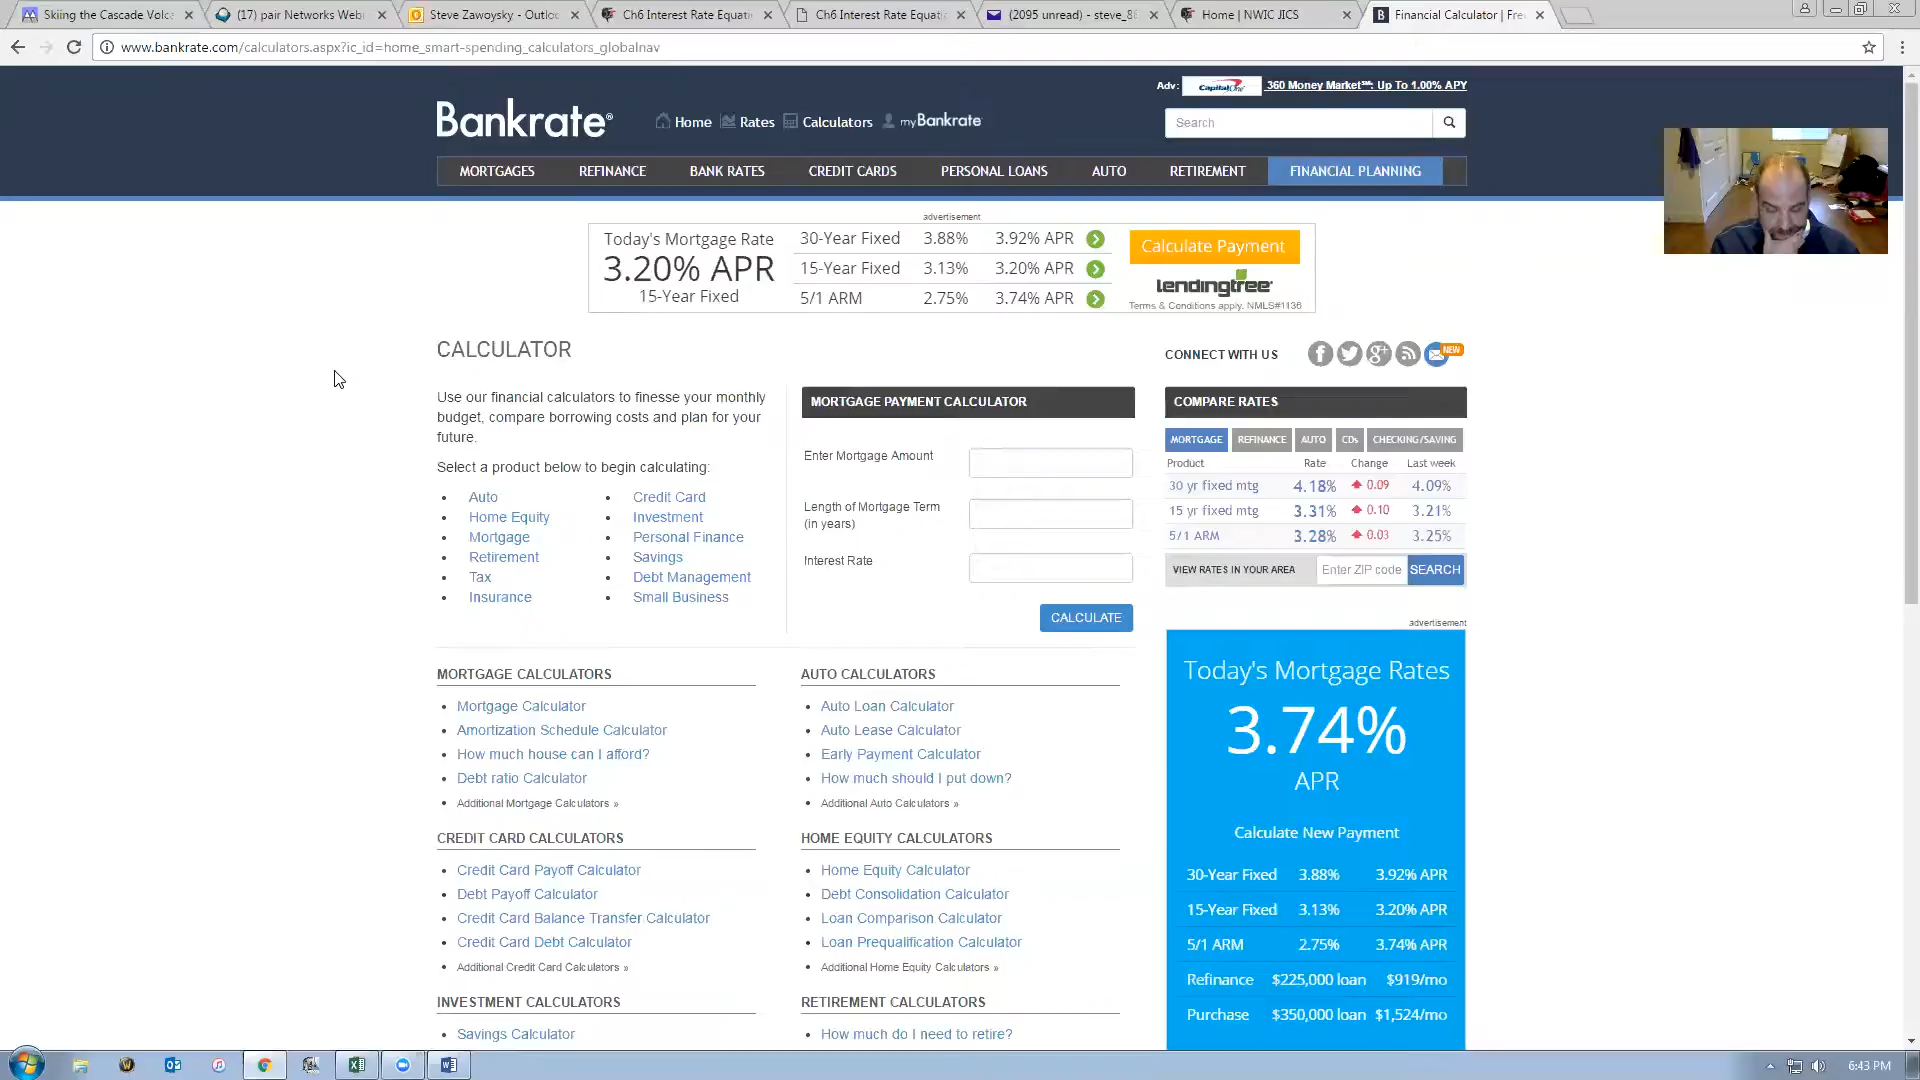 Skiing the Cascade Volca
(17) pair Networks Web
Steve Zawoysky - Outloo
Ch6 Interest Rate Equati
Ch6 Interest Rate Equati
(2095 unread) - steve_8
Home | NWIC JICS
Financial Calculator | Fre
www.bankrate.com/calculators.aspx?ic_id=home_smart-spending_calculators_globalnav
Adv: CapitalOne 360 Money Market℠: Up To 1.00% APY
Bankrate®
Home Rates Calculators myBankrate
Search
MORTGAGES REFINANCE BANK RATES CREDIT CARDS PERSONAL LOANS AUTO RETIREMENT FINANCIAL PLANNING
advertisement
Today's Mortgage Rate
3.20% APR
15-Year Fixed
30-Year Fixed 3.88% 3.92% APR
15-Year Fixed 3.13% 3.20% APR
5/1 ARM 2.75% 3.74% APR
Calculate Payment
lendingtree
Terms & Conditions apply. NMLS#1136
CALCULATOR
Use our financial calculators to finesse your monthly
budget, compare borrowing costs and plan for your
future.
Select a product below to begin calculating:
• Auto
• Home Equity
• Mortgage
• Retirement
• Tax
• Insurance
• Credit Card
• Investment
• Personal Finance
• Savings
• Debt Management
• Small Business
MORTGAGE PAYMENT CALCULATOR
Enter Mortgage Amount
Length of Mortgage Term
(in years)
Interest Rate
CALCULATE
CONNECT WITH US
NEW
COMPARE RATES
MORTGAGE REFINANCE AUTO CDs CHECKING/SAVING
Product Rate Change Last week
30 yr fixed mtg 4.18% 0.09 4.09%
15 yr fixed mtg 3.31% 0.10 3.21%
5/1 ARM 3.28% 0.03 3.25%
VIEW RATES IN YOUR AREA Enter ZIP code SEARCH
MORTGAGE CALCULATORS
• Mortgage Calculator
• Amortization Schedule Calculator
• How much house can I afford?
• Debt ratio Calculator
• Additional Mortgage Calculators »
AUTO CALCULATORS
• Auto Loan Calculator
• Auto Lease Calculator
• Early Payment Calculator
• How much should I put down?
• Additional Auto Calculators »
CREDIT CARD CALCULATORS
• Credit Card Payoff Calculator
• Debt Payoff Calculator
• Credit Card Balance Transfer Calculator
• Credit Card Debt Calculator
• Additional Credit Card Calculators »
HOME EQUITY CALCULATORS
• Home Equity Calculator
• Debt Consolidation Calculator
• Loan Comparison Calculator
• Loan Prequalification Calculator
• Additional Home Equity Calculators »
INVESTMENT CALCULATORS
• Savings Calculator
RETIREMENT CALCULATORS
• How much do I need to retire?
advertisement
Today's Mortgage Rates
3.74%
APR
Calculate New Payment
30-Year Fixed 3.88% 3.92% APR
15-Year Fixed 3.13% 3.20% APR
5/1 ARM 2.75% 3.74% APR
Refinance $225,000 loan $919/mo
Purchase $350,000 loan $1,524/mo
6:43 PM